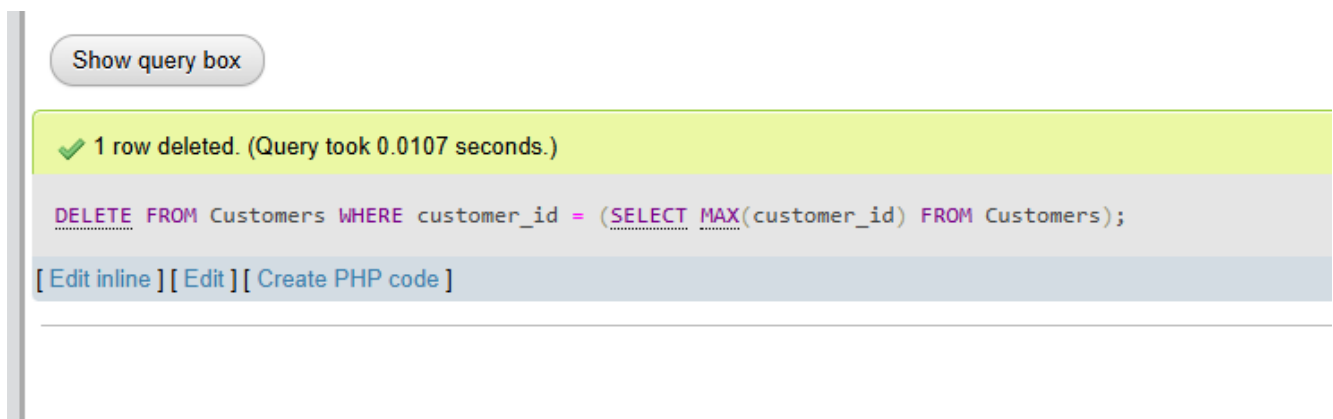 Show query box
1 row deleted. (Query took 0.0107 seconds.)
DELETE FROM Customers WHERE customer_id = (SELECT MAX(customer_id) FROM Customers);
[ Edit inline ] [ Edit ] [ Create PHP code ]